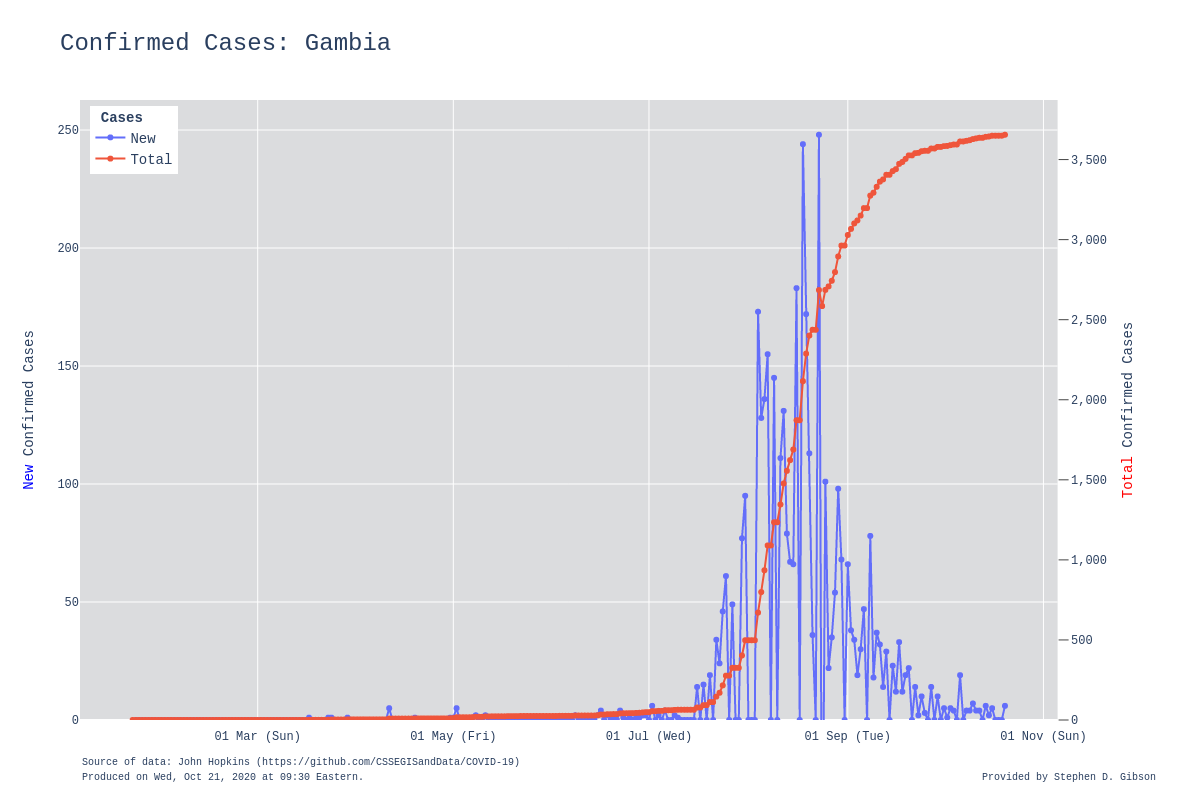 Confirmed Cases: Gambia
Cases
New
Total
250
200
150
100
50
0
3,500
3,000
2,500
2,000
1,500
1,000
500
0
New Confirmed Cases
Total Confirmed Cases
01 Mar (Sun) 01 May (Fri) 01 Jul (Wed) 01 Sep (Tue) 01 Nov (Sun)
Source of data: John Hopkins (https://github.com/CSSEGISandData/COVID-19)
Produced on Wed, Oct 21, 2020 at 09:30 Eastern.
Provided by Stephen D. Gibson